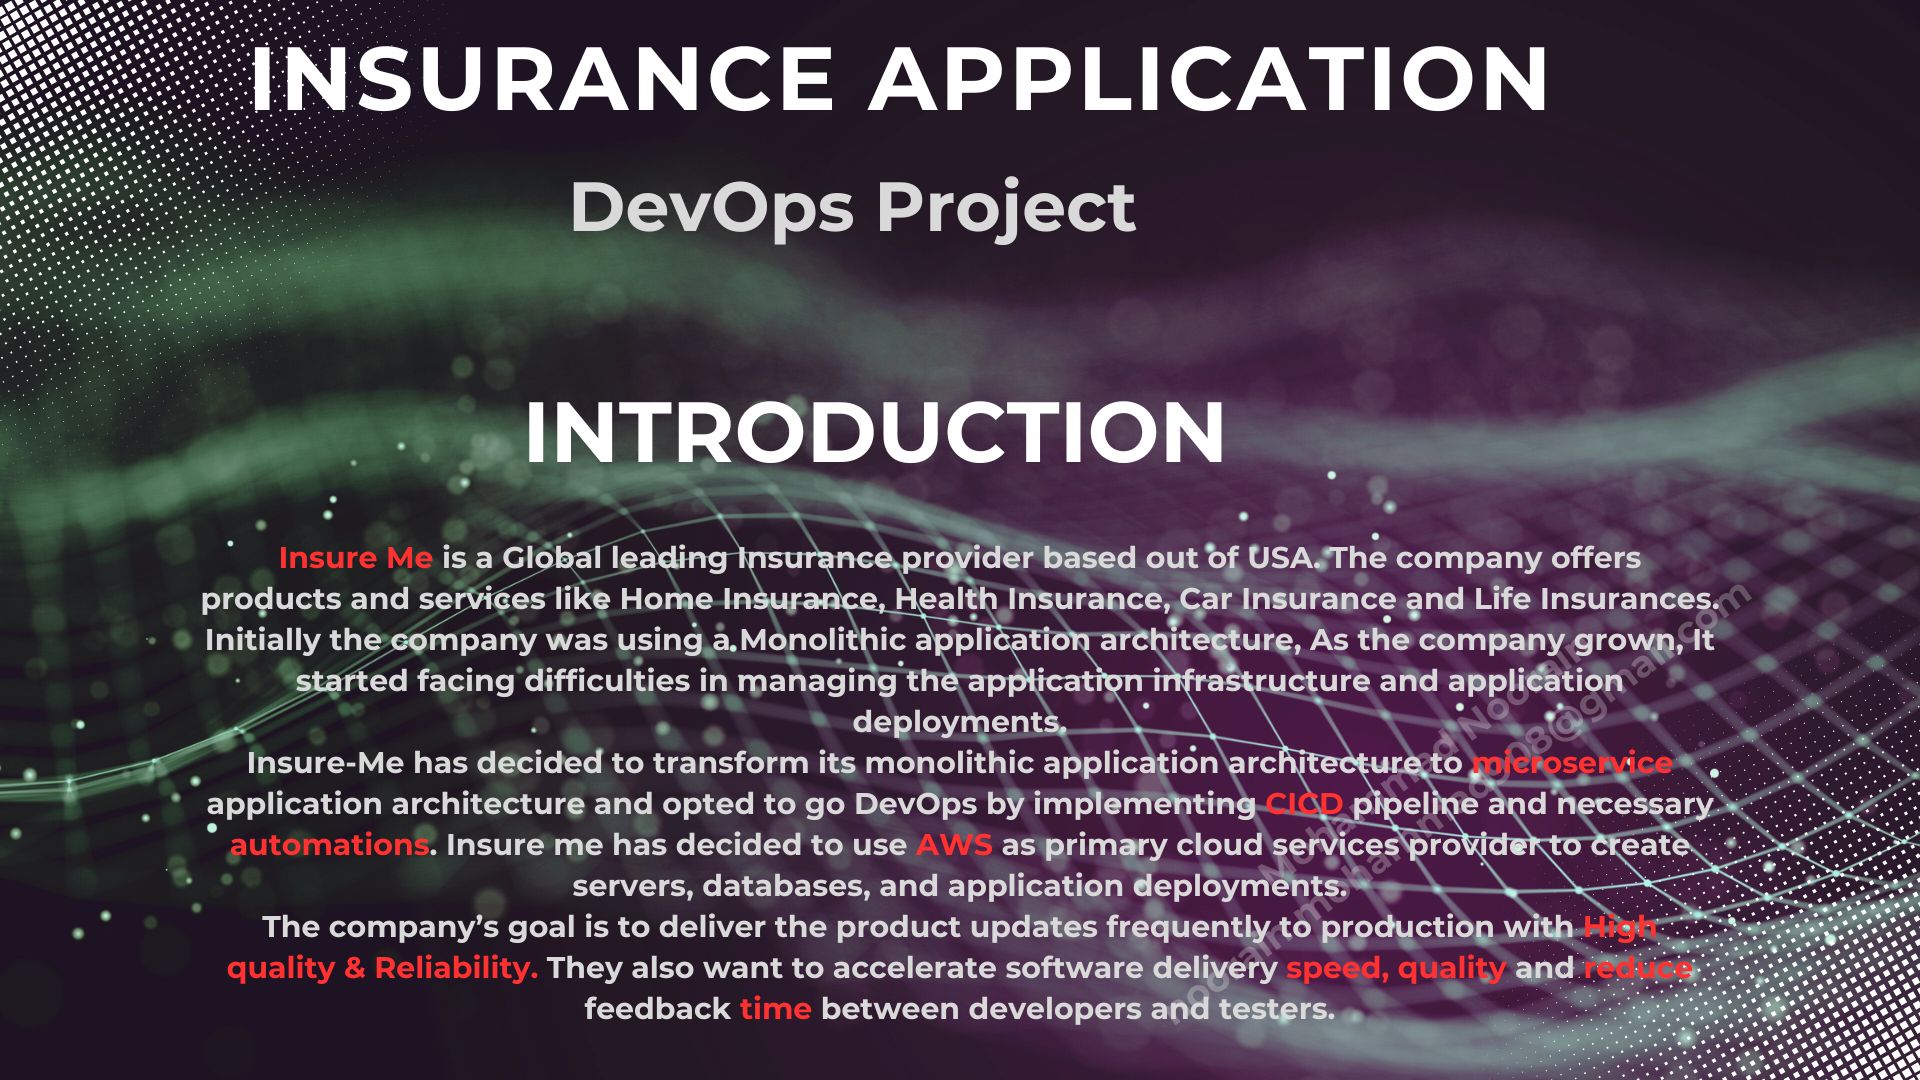 INSURANCE APPLICATION
DevOps Project
INTRODUCTION
Insure Me is a Global leading Insurance provider based out of USA. The company offers
products and services like Home Insurance, Health Insurance, Car Insurance and Life Insurances.
Initially the company was using a Monolithic application architecture, As the company grown, It
started facing difficulties in managing the application infrastructure and application
deployments.
Insure-Me has decided to transform its monolithic application architecture to microservice
application architecture and opted to go DevOps by implementing CICD pipeline and necessary
automations. Insure me has decided to use AWS as primary cloud services provider to create
servers, databases, and application deployments.
The company’s goal is to deliver the product updates frequently to production with High
quality & Reliability. They also want to accelerate software delivery speed, quality and reduce
feedback time between developers and testers.
Mohammed